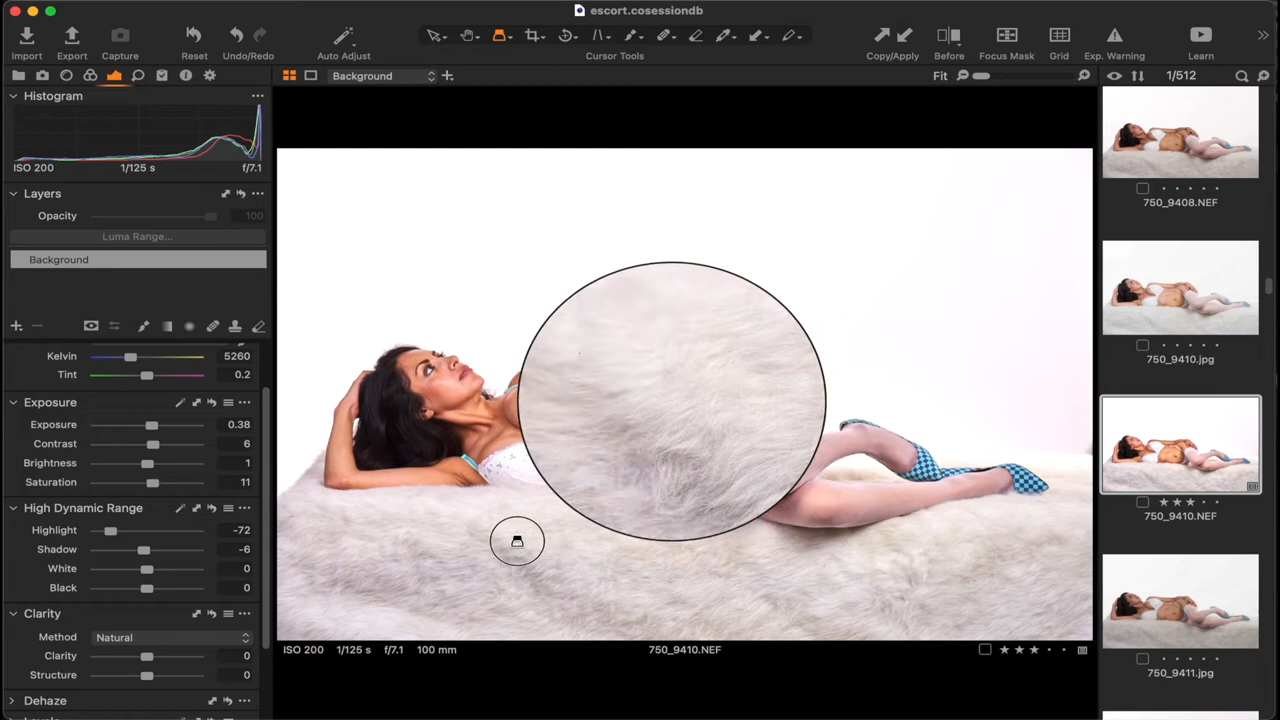 escort.cosessiondb
Import
Export
Capture
Reset
Undo/Redo
Auto Adjust
Cursor Tools
Copy/Apply
Before
Focus Mask
Grid
Exp. Warning
Learn
Background
Fit
1/512
Histogram
ISO 200 1/125 s f/7.1
Layers
Opacity 100
Luma Range...
Background
Kelvin 5260
Tint 0.2
Exposure
Exposure 0.38
Contrast 6
Brightness 1
Saturation 11
High Dynamic Range
Highlight -72
Shadow -6
White 0
Black 0
Clarity
Method Natural
Clarity 0
Structure 0
Dehaze
ISO 200 1/125 s f/7.1 100 mm
750_9410.NEF
750_9408.NEF
750_9410.jpg
750_9410.NEF
750_9411.jpg